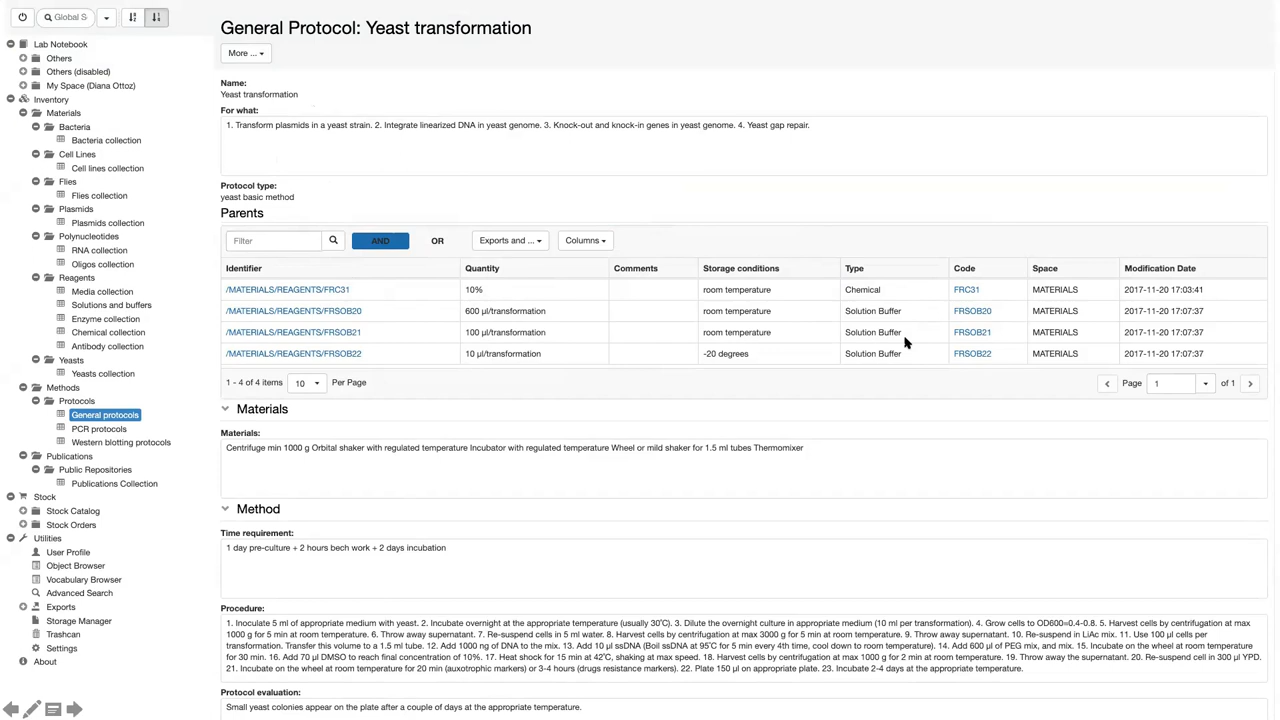 Global S
General Protocol: Yeast transformation
More ...
Lab Notebook
Others
Others (disabled)
My Space (Diana Ottoz)
Inventory
Materials
Bacteria
Bacteria collection
Cell Lines
Cell lines collection
Flies
Flies collection
Plasmids
Plasmids collection
Polynucleotides
RNA collection
Oligos collection
Reagents
Media collection
Solutions and buffers
Enzyme collection
Chemical collection
Antibody collection
Yeasts
Yeasts collection
Methods
Protocols
General protocols
PCR protocols
Western blotting protocols
Publications
Public Repositories
Publications Collection
Stock
Stock Catalog
Stock Orders
Utilities
User Profile
Object Browser
Vocabulary Browser
Advanced Search
Exports
Storage Manager
Trashcan
Settings
About
Name:
Yeast transformation
For what:
1. Transform plasmids in a yeast strain. 2. Integrate linearized DNA in yeast genome. 3. Knock-out and knock-in genes in yeast genome. 4. Yeast gap repair.
Protocol type:
yeast basic method
Parents
Filter AND OR Exports and ... Columns
Identifier Quantity Comments Storage conditions Type Code Space Modification Date
/MATERIALS/REAGENTS/FRC31 10% room temperature Chemical FRC31 MATERIALS 2017-11-20 17:03:41
/MATERIALS/REAGENTS/FRSOB20 600 µl/transformation room temperature Solution Buffer FRSOB20 MATERIALS 2017-11-20 17:07:37
/MATERIALS/REAGENTS/FRSOB21 100 µl/transformation room temperature Solution Buffer FRSOB21 MATERIALS 2017-11-20 17:07:37
/MATERIALS/REAGENTS/FRSOB22 10 µl/transformation -20 degrees Solution Buffer FRSOB22 MATERIALS 2017-11-20 17:07:37
1 - 4 of 4 items 10 Per Page Page 1 of 1
Materials
Materials:
Centrifuge min 1000 g Orbital shaker with regulated temperature Incubator with regulated temperature Wheel or mild shaker for 1.5 ml tubes Thermomixer
Method
Time requirement:
1 day pre-culture + 2 hours bech work + 2 days incubation
Procedure:
1. Inoculate 5 ml of appropriate medium with yeast. 2. Incubate overnight at the appropriate temperature (usually 30˚C). 3. Dilute the overnight culture in appropriate medium (10 ml per transformation). 4. Grow cells to OD600=0.4-0.8. 5. Harvest cells by centrifugation at max
1000 g for 5 min at room temperature. 6. Throw away supernatant. 7. Re-suspend cells in 5 ml water. 8. Harvest cells by centrifugation at max 3000 g for 5 min at room temperature. 9. Throw away supernatant. 10. Re-suspend in LiAc mix. 11. Use 100 µl cells per
transformation. Transfer this volume to a 1.5 ml tube. 12. Add 1000 ng of DNA to the mix. 13. Add 10 µl ssDNA (Boil ssDNA at 95˚C for 5 min every 4th time, cool down to room temperature). 14. Add 600 µl of PEG mix, and mix. 15. Incubate on the wheel at room temperature
for 30 min. 16. Add 70 µl DMSO to reach final concentration of 10%. 17. Heat shock for 15 min at 42˚C, shaking at max speed. 18. Harvest cells by centrifugation at max 1000 g for 2 min at room temperature. 19. Throw away the supernatant. 20. Re-suspend cell in 300 µl YPD.
21. Incubate on the wheel at room temperature for 20 min (auxotrophic markers) or 3-4 hours (drugs resistance markers). 22. Plate 150 µl on appropriate plate. 23. Incubate 2-4 days at the appropriate temperature.
Protocol evaluation:
Small yeast colonies appear on the plate after a couple of days at the appropriate temperature.